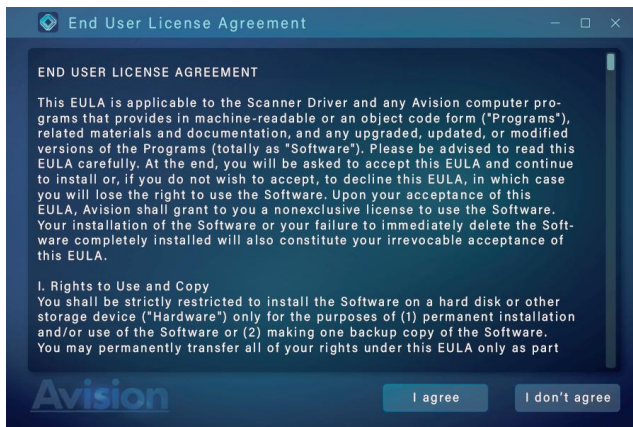 End User License Agreement
END USER LICENSE AGREEMENT
This EULA is applicable to the Scanner Driver and any Avision computer pro-
grams that provides in machine-readable or an object code form ("Programs"),
related materials and documentation, and any upgraded, updated, or modified
versions of the Programs (totally as "Software"). Please be advised to read this
EULA carefully. At the end, you will be asked to accept this EULA and continue
to install or, if you do not wish to accept, to decline this EULA, in which case
you will lose the right to use the Software. Upon your acceptance of this
EULA, Avision shall grant to you a nonexclusive license to use the Software.
Your installation of the Software or your failure to immediately delete the Soft-
ware completely installed will also constitute your irrevocable acceptance of
this EULA.
I. Rights to Use and Copy
You shall be strictly restricted to install the Software on a hard disk or other
storage device ("Hardware") only for the purposes of (1) permanent installation
and/or use of the Software or (2) making one backup copy of the Software.
You may permanently transfer all of your rights under this EULA only as part
Avision
I agree
I don't agree